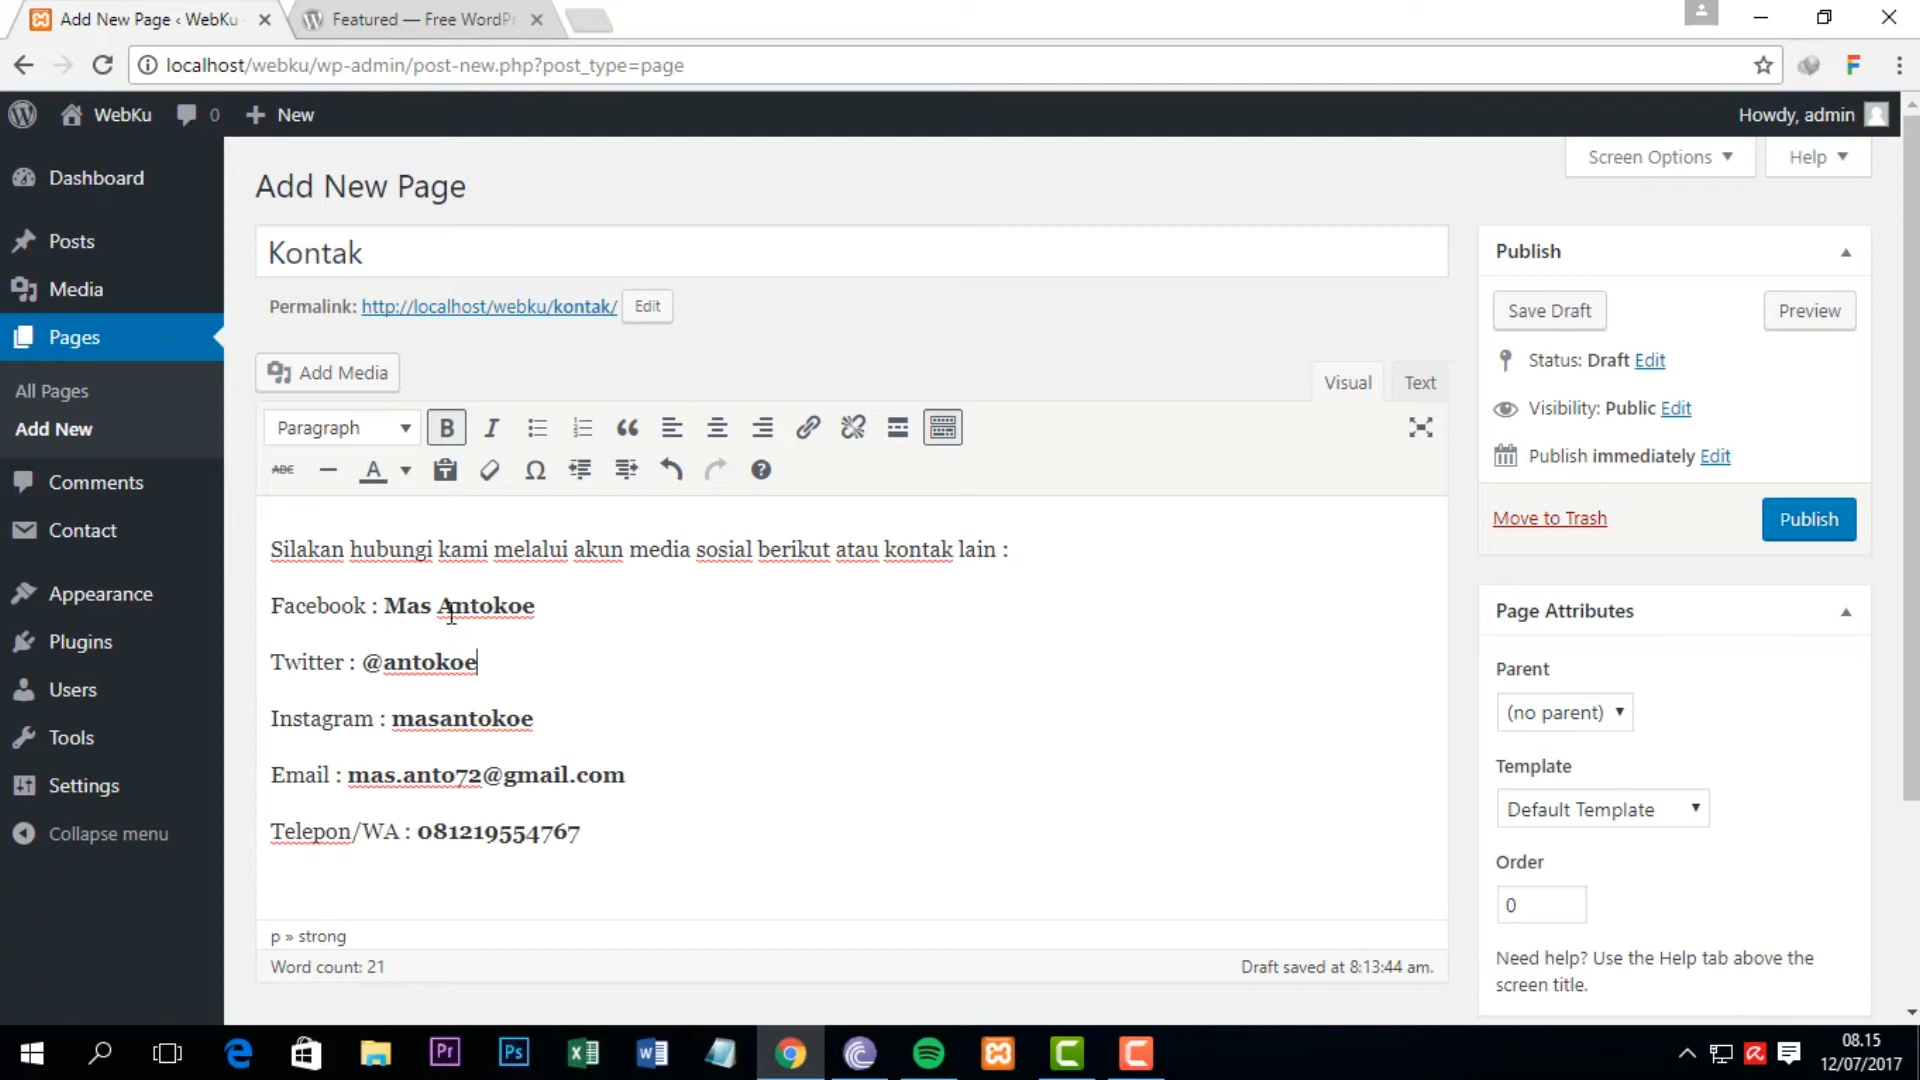 Add New Page ‹ WebKu
Featured — Free WordP
localhost/webku/wp-admin/post-new.php?post_type=page
WebKu
0
New
Howdy, admin
Screen Options
Help
Dashboard
Posts
Media
Pages
All Pages
Add New
Comments
Contact
Appearance
Plugins
Users
Tools
Settings
Collapse menu
Add New Page
Kontak
Permalink: http://localhost/webku/kontak/ Edit
Add Media
Visual
Text
Paragraph
B
I
ABC
A
Silakan hubungi kami melalui akun media sosial berikut atau kontak lain :
Facebook : Mas Antokoe
Twitter : @antokoe
Instagram : masantokoe
Email : mas.anto72@gmail.com
Telepon/WA : 081219554767
p » strong
Word count: 21
Draft saved at 8:13:44 am.
Publish
Save Draft
Preview
Status: Draft Edit
Visibility: Public Edit
Publish immediately Edit
Move to Trash
Publish
Page Attributes
Parent
(no parent)
Template
Default Template
Order
0
Need help? Use the Help tab above the
screen title.
Pr
Ps
08.15
12/07/2017